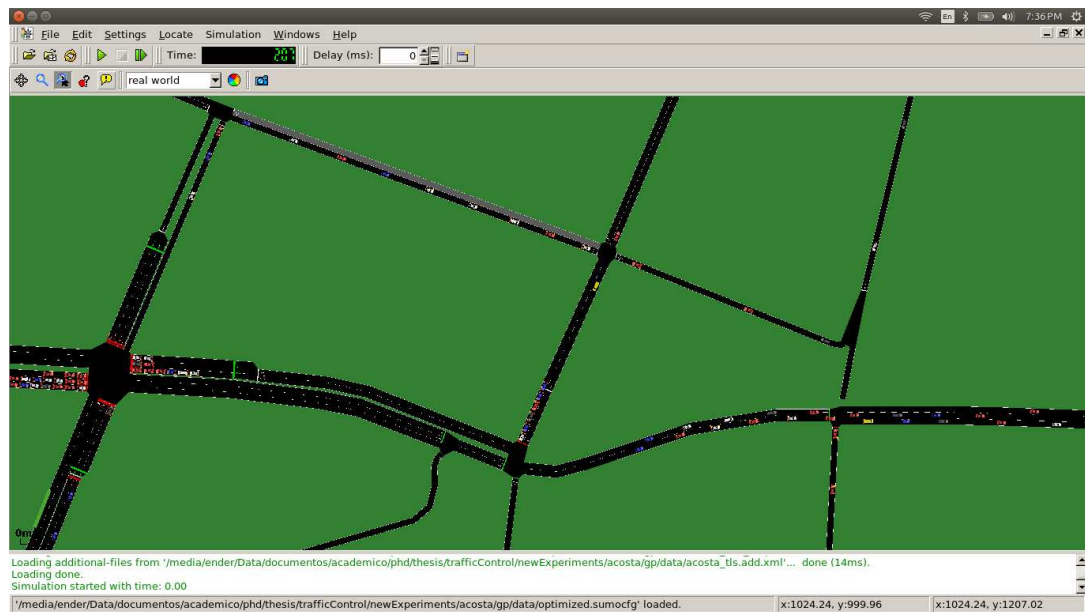 En 7:36 PM
File Edit Settings Locate Simulation Windows Help
Time: 207 Delay (ms): 0
real world
0m
Loading additional-files from '/media/ender/Data/documentos/academico/phd/thesis/trafficControl/newExperiments/acosta/gp/data/acosta_tls.add.xml'... done (14ms).
Loading done.
Simulation started with time: 0.00
'/media/ender/Data/documentos/academico/phd/thesis/trafficControl/newExperiments/acosta/gp/data/optimized.sumocfg' loaded. x:1024.24, y:999.96 x:1024.24, y:1207.02